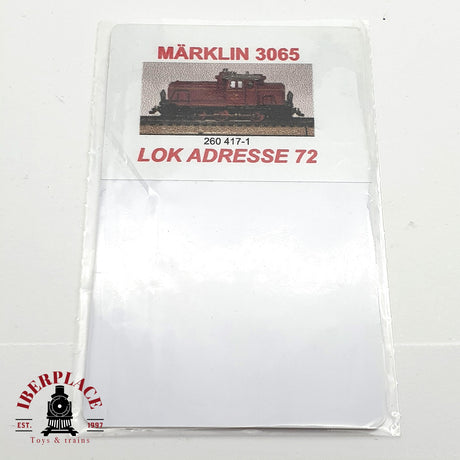 MÄRKLIN 3065
260 417-1
LOK ADRESSE 72
IBERPLACE
EST. 1997
Toys & trains